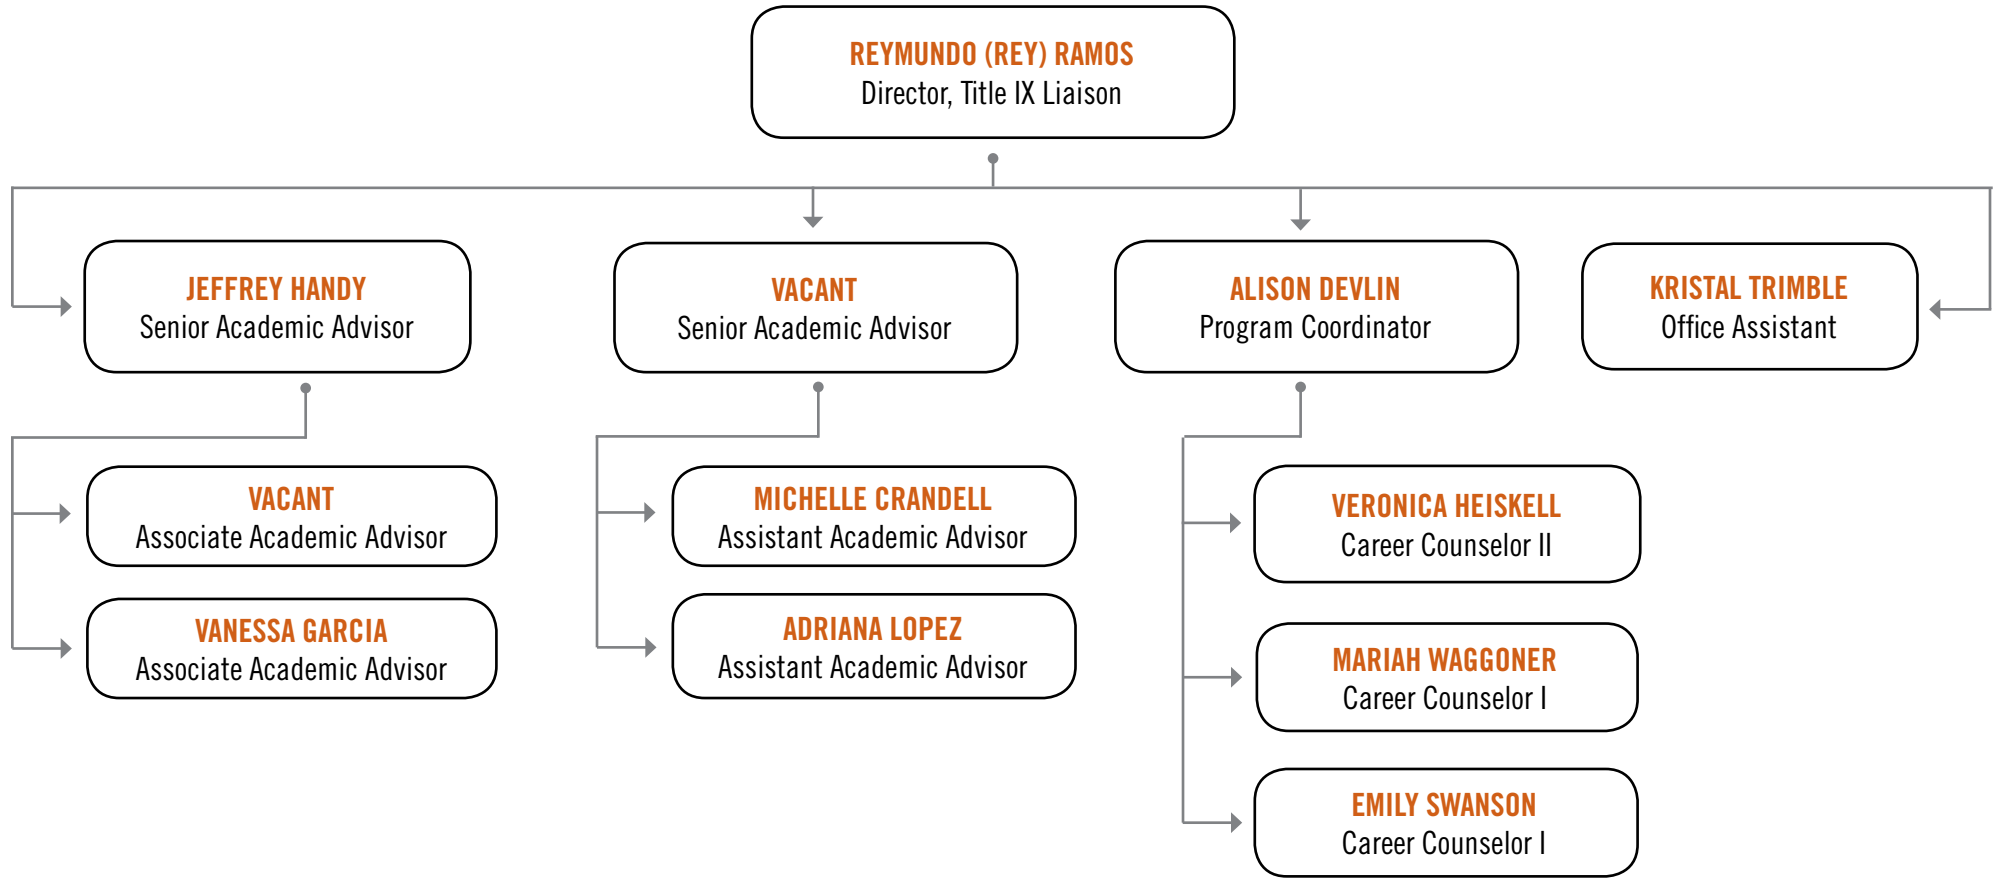 REYMUNDO (REY) RAMOS
Director, Title IX Liaison
JEFFREY HANDY
Senior Academic Advisor
VACANT
Senior Academic Advisor
ALISON DEVLIN
Program Coordinator
KRISTAL TRIMBLE
Office Assistant
VACANT
Associate Academic Advisor
VANESSA GARCIA
Associate Academic Advisor
MICHELLE CRANDELL
Assistant Academic Advisor
ADRIANA LOPEZ
Assistant Academic Advisor
VERONICA HEISKELL
Career Counselor II
MARIAH WAGGONER
Career Counselor I
EMILY SWANSON
Career Counselor I